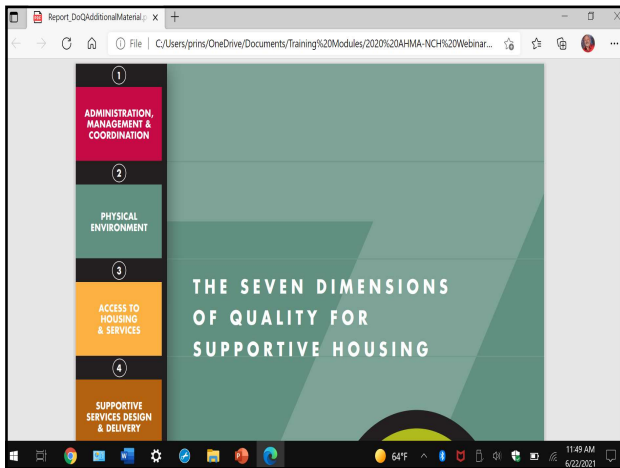 Report_DoQAdditionalMaterial.p
File | C:/Users/prins/OneDrive/Documents/Training%20Modules/2020%20AHMA-NCH%20Webinar...
1
ADMINISTRATION,
MANAGEMENT &
COORDINATION
2
PHYSICAL
ENVIRONMENT
3
ACCESS TO
HOUSING
& SERVICES
4
SUPPORTIVE
SERVICES DESIGN
& DELIVERY
THE SEVEN DIMENSIONS
OF QUALITY FOR
SUPPORTIVE HOUSING
64°F
11:49 AM
6/22/2021